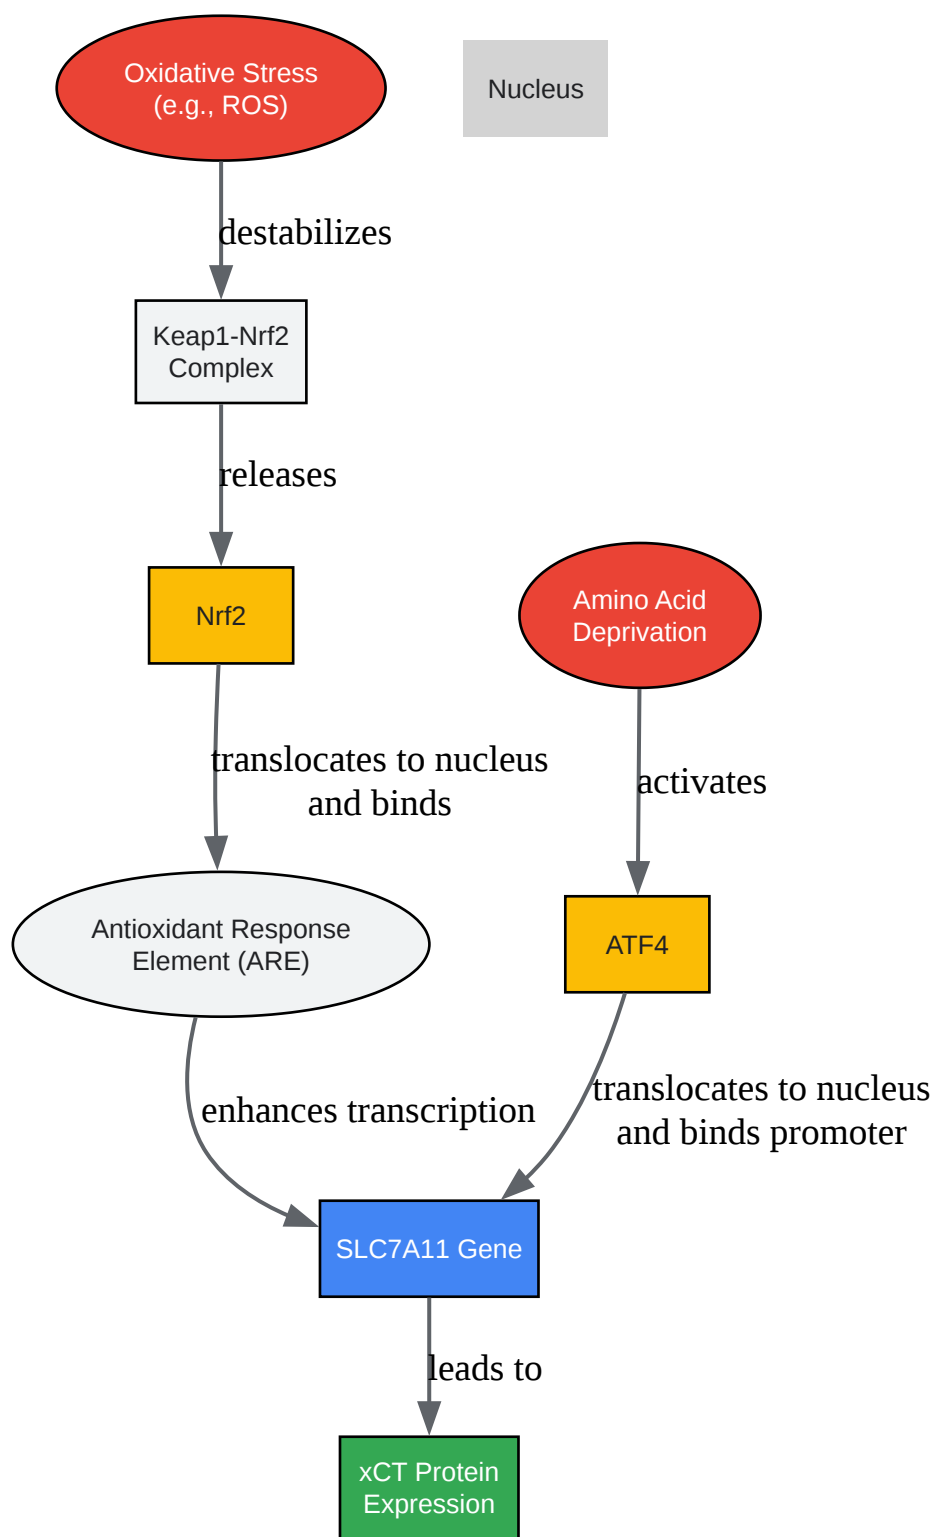 Oxidative Stress
(e.g., ROS)
Nucleus
destabilizes
Keap1-Nrf2
Complex
releases
Nrf2
Amino Acid
Deprivation
translocates to nucleus
and binds
activates
Antioxidant Response
Element (ARE)
ATF4
enhances transcription
translocates to nucleus
and binds promoter
SLC7A11 Gene
leads to
xCT Protein
Expression